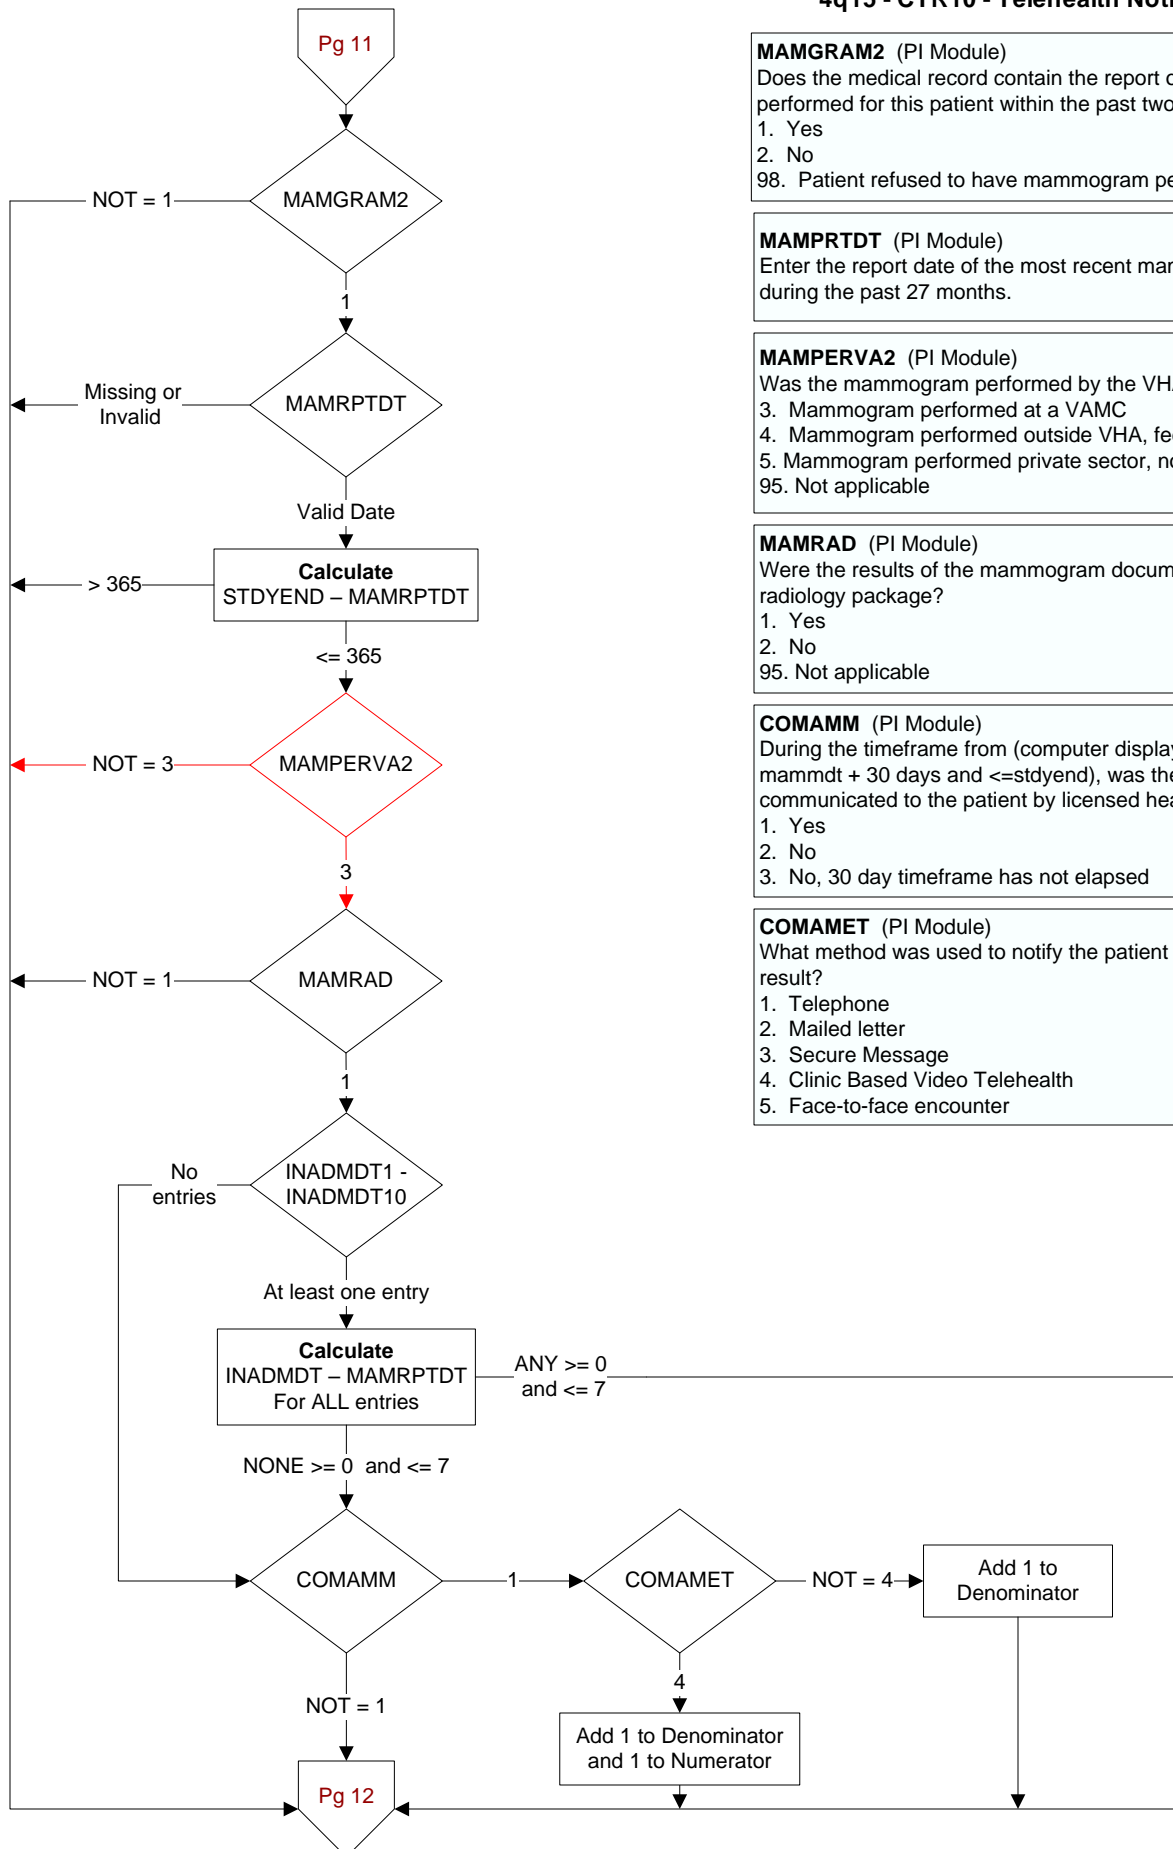 4q15 - CTR10 - Telehealth
Pg 11
MAMGRAM2
NOT = 1
1
MAMRPTDT
Missing or
Invalid
Valid Date
Calculate
STDYEND – MAMRPTDT
> 365
<= 365
MAMPERVA2
NOT = 3
3
MAMRAD
NOT = 1
1
INADMDT1 -
INADMDT10
No
entries
At least one entry
Calculate
INADMDT – MAMRPTDT
For ALL entries
ANY >= 0
and <= 7
NONE >= 0 and <= 7
COMAMM
1
COMAMET
NOT = 4
Add 1 to
Denominator
NOT = 1
4
Add 1 to Denominator
and 1 to Numerator
Pg 12
MAMGRAM2 (PI Module)
Does the medical record contain the report
performed for this patient within the past two
1. Yes
2. No
98. Patient refused to have mammogram
MAMPRTDT (PI Module)
Enter the report date of the most recent
during the past 27 months.
MAMPERVA2 (PI Module)
Was the mammogram performed by the
3. Mammogram performed at a VAMC
4. Mammogram performed outside VHA,
5. Mammogram performed private sector,
95. Not applicable
MAMRAD (PI Module)
Were the results of the mammogram
radiology package?
1. Yes
2. No
95. Not applicable
COMAMM (PI Module)
During the timeframe from (computer
mammdt + 30 days and <=stdyend), was
communicated to the patient by licensed
1. Yes
2. No
3. No, 30 day timeframe has not elapsed
COMAMET (PI Module)
What method was used to notify the patient
result?
1. Telephone
2. Mailed letter
3. Secure Message
4. Clinic Based Video Telehealth
5. Face-to-face encounter